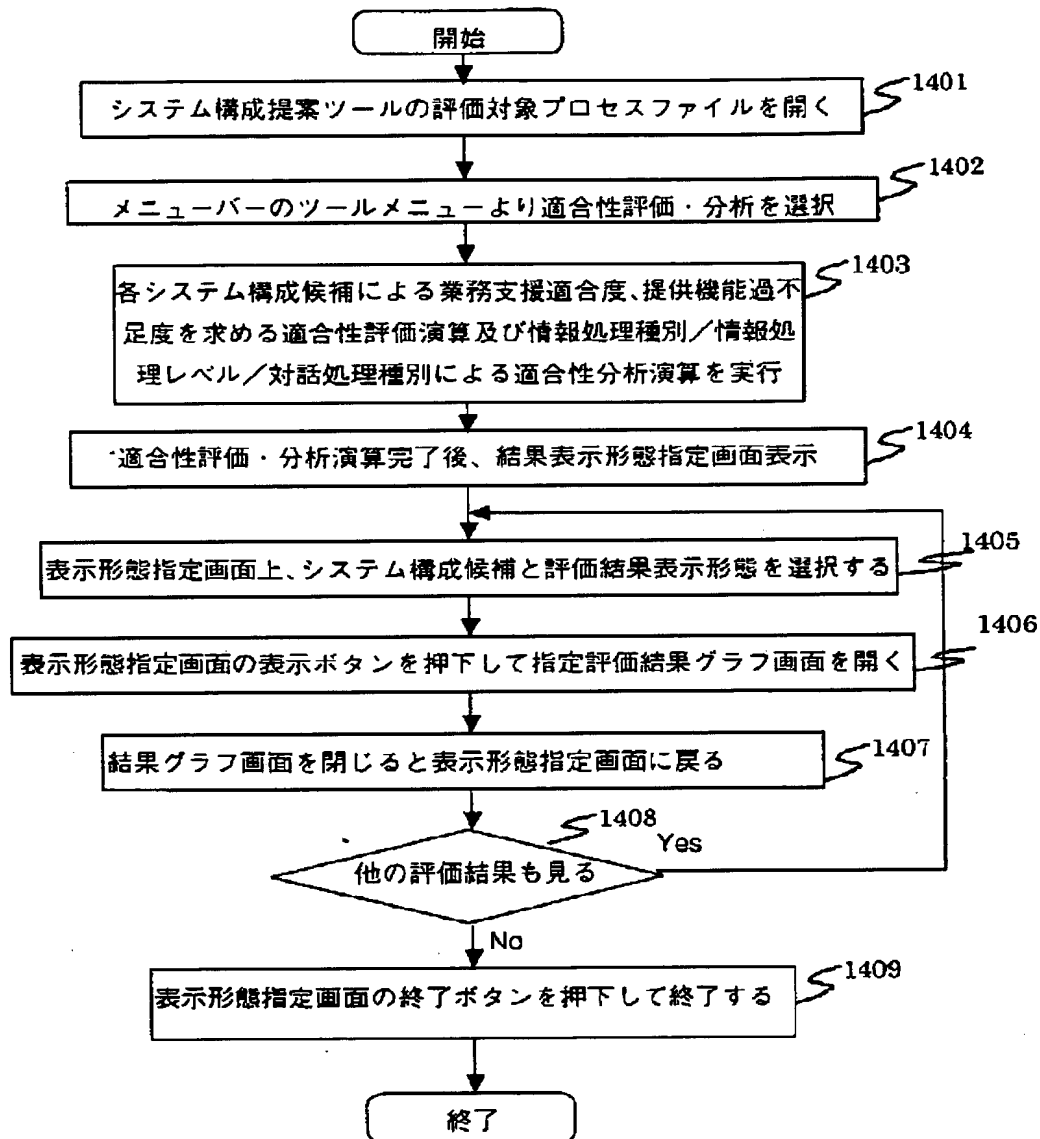 開始
1401
システム構成提案ツールの評価対象プロセスファイルを開く
1402
メニューバーのツールメニューより適合性評価・分析を選択
1403
各システム構成候補による業務支援適合度、提供機能過不
足度を求める適合性評価演算及び情報処理種別／情報処
理レベル／対話処理種別による適合性分析演算を実行
1404
適合性評価・分析演算完了後、結果表示形態指定画面表示
1405
表示形態指定画面上、システム構成候補と評価結果表示形態を選択する
1406
表示形態指定画面の表示ボタンを押下して指定評価結果グラフ画面を開く
1407
結果グラフ画面を閉じると表示形態指定画面に戻る
1408
Yes
他の評価結果も見る
No
1409
表示形態指定画面の終了ボタンを押下して終了する
終了